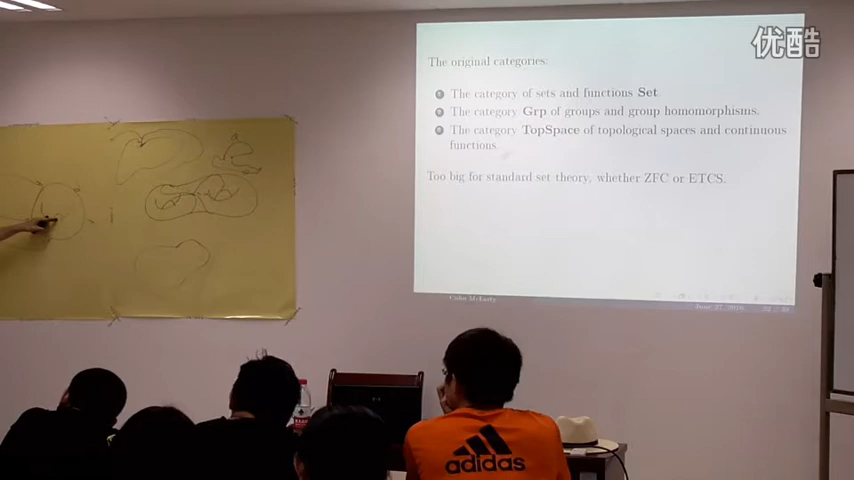 优酷
The original categories:
The category of sets and functions Set.
The category Grp of groups and group homomorphisms.
The category TopSpace of topological spaces and continuous
functions.
Too big for standard set theory, whether ZFC or ETCS.
Colin McLarty
adidas